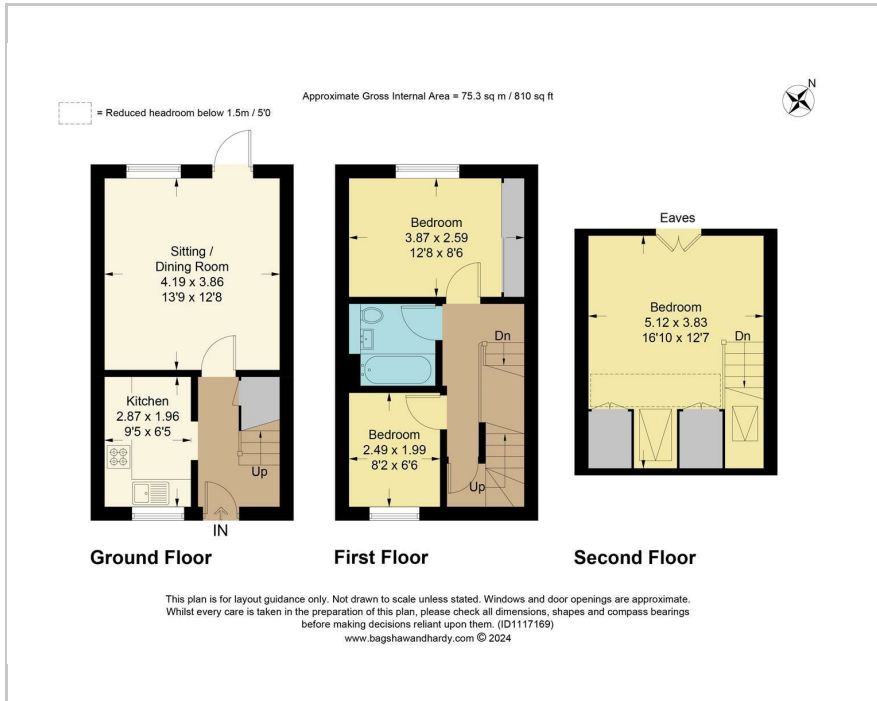 Approximate Gross Internal Area = 75.3 sq m / 810 sq ft
N
= Reduced headroom below 1.5m / 5'0
Sitting /
Dining Room
4.19 x 3.86
13'9 x 12'8
Kitchen
2.87 x 1.96
9'5 x 6'5
Up
IN
Ground Floor
Bedroom
3.87 x 2.59
12'8 x 8'6
Dn
Bedroom
2.49 x 1.99
8'2 x 6'6
Up
First Floor
Eaves
Bedroom
5.12 x 3.83
16'10 x 12'7
Dn
Second Floor
This plan is for layout guidance only. Not drawn to scale unless stated. Windows and door openings are approximate.
Whilst every care is taken in the preparation of this plan, please check all dimensions, shapes and compass bearings
before making decisions reliant upon them. (ID1117169)
www.bagshawandhardy.com © 2024